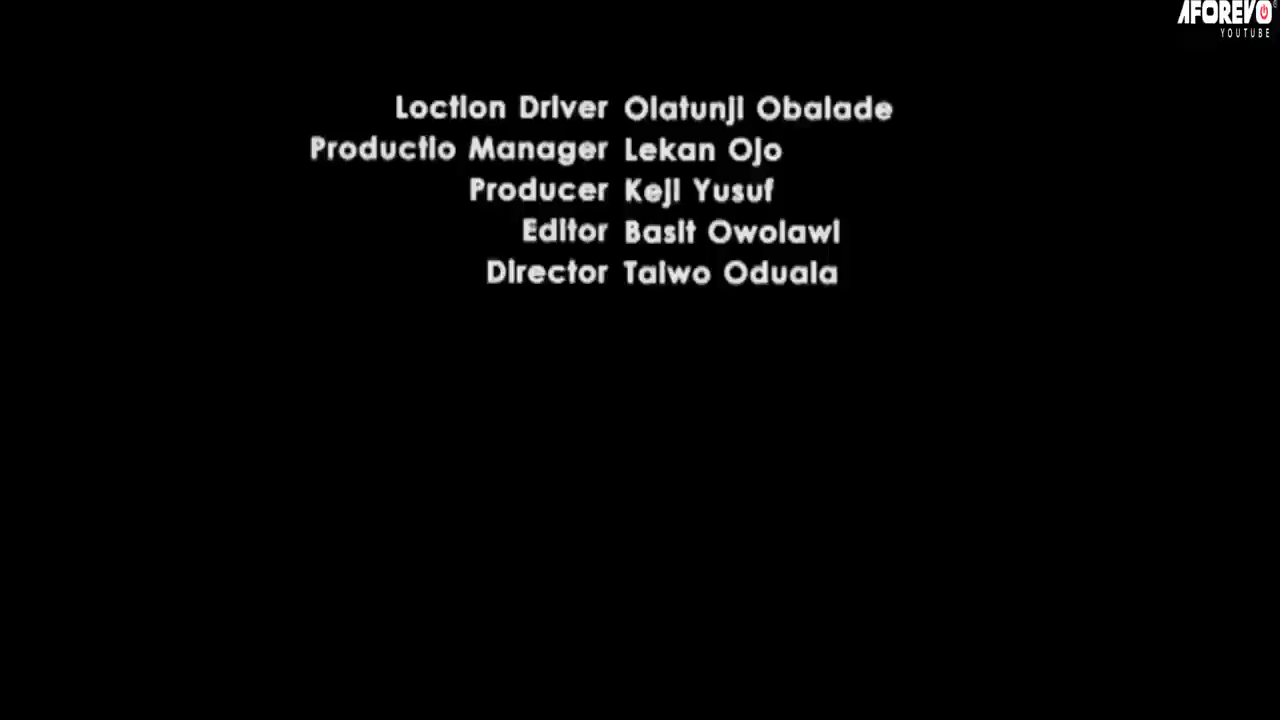 AFOREVO
YOUTUBE
Loction Driver Olatunji Obalade
Productio Manager Lekan Ojo
Producer Keji Yusuf
Editor Basit Owolawi
Director Taiwo Oduala